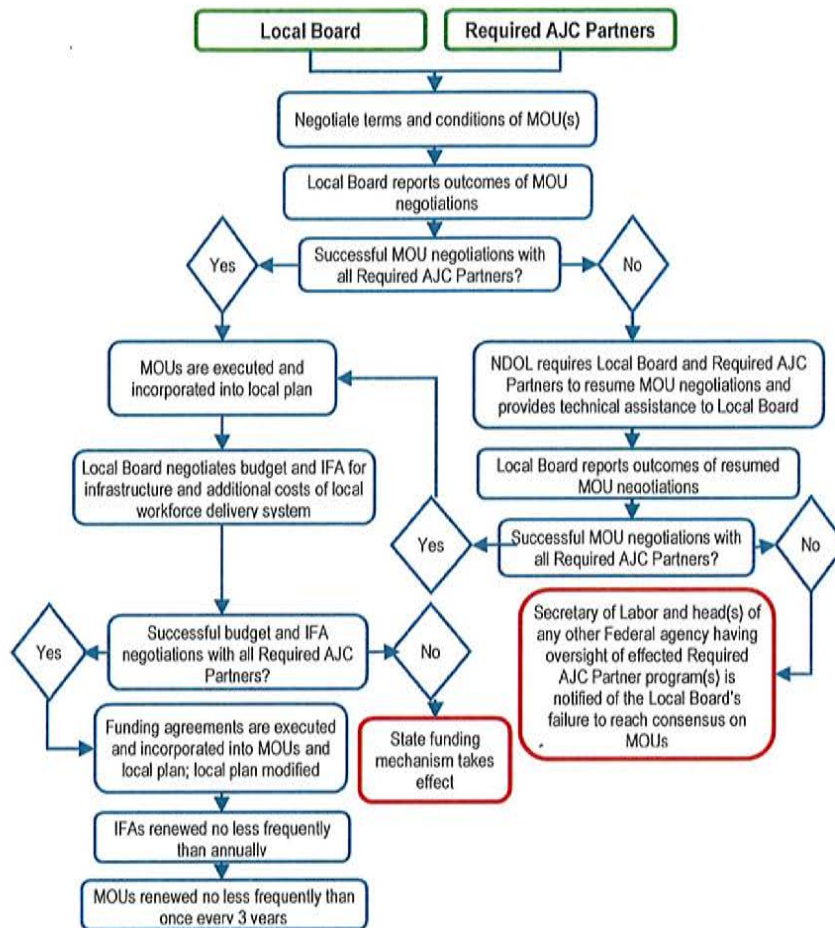 Local Board
Required AJC Partners
Negotiate terms and conditions of MOU(s)
Local Board reports outcomes of MOU
negotiations
Yes
Successful MOU negotiations with
all Required AJC Partners?
No
MOUs are executed and
incorporated into local plan
NDOL requires Local Board and Required AJC
Partners to resume MOU negotiations and
provides technical assistance to Local Board
Local Board negotiates budget and IFA for
infrastructure and additional costs of local
workforce delivery system
Local Board reports outcomes of resumed
MOU negotiations
Yes
Successful MOU negotiations with
all Required AJC Partners?
No
Yes
Successful budget and IFA
negotiations with all Required AJC
Partners?
No
Secretary of Labor and head(s) of
any other Federal agency having
oversight of effected Required
AJC Partner program(s) is
notified of the Local Board's
failure to reach consensus on
MOUs
Funding agreements are executed
and incorporated into MOUs and
local plan; local plan modified
State funding
mechanism takes
effect
IFAs renewed no less frequently
than annually
MOUs renewed no less frequently than
once every 3 years